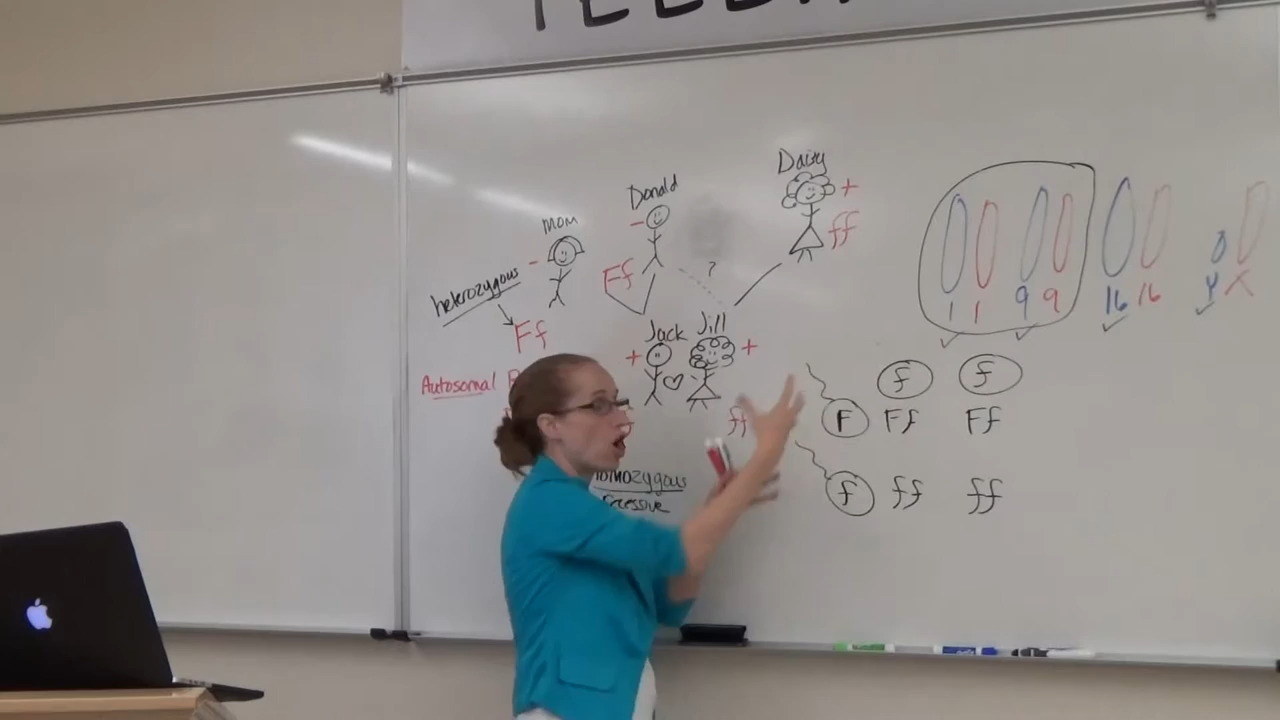 Daisy
+
ff
Donald
-
Ff
?
mom
-
heterozygous
Ff
Jack Jill
+
+
Autosomal
ff
homozygous
recessive
1 1 9 9 16 16 Y X
f f
F Ff Ff
f ff ff